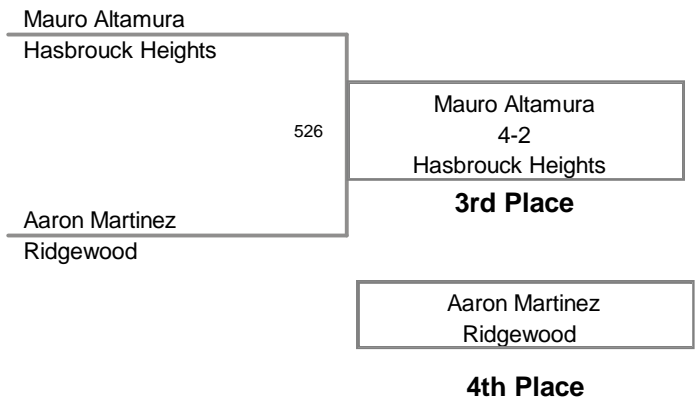 Mauro Altamura
Hasbrouck Heights
526
Mauro Altamura
4-2
Hasbrouck Heights
3rd Place
Aaron Martinez
Ridgewood
Aaron Martinez
Ridgewood
4th Place